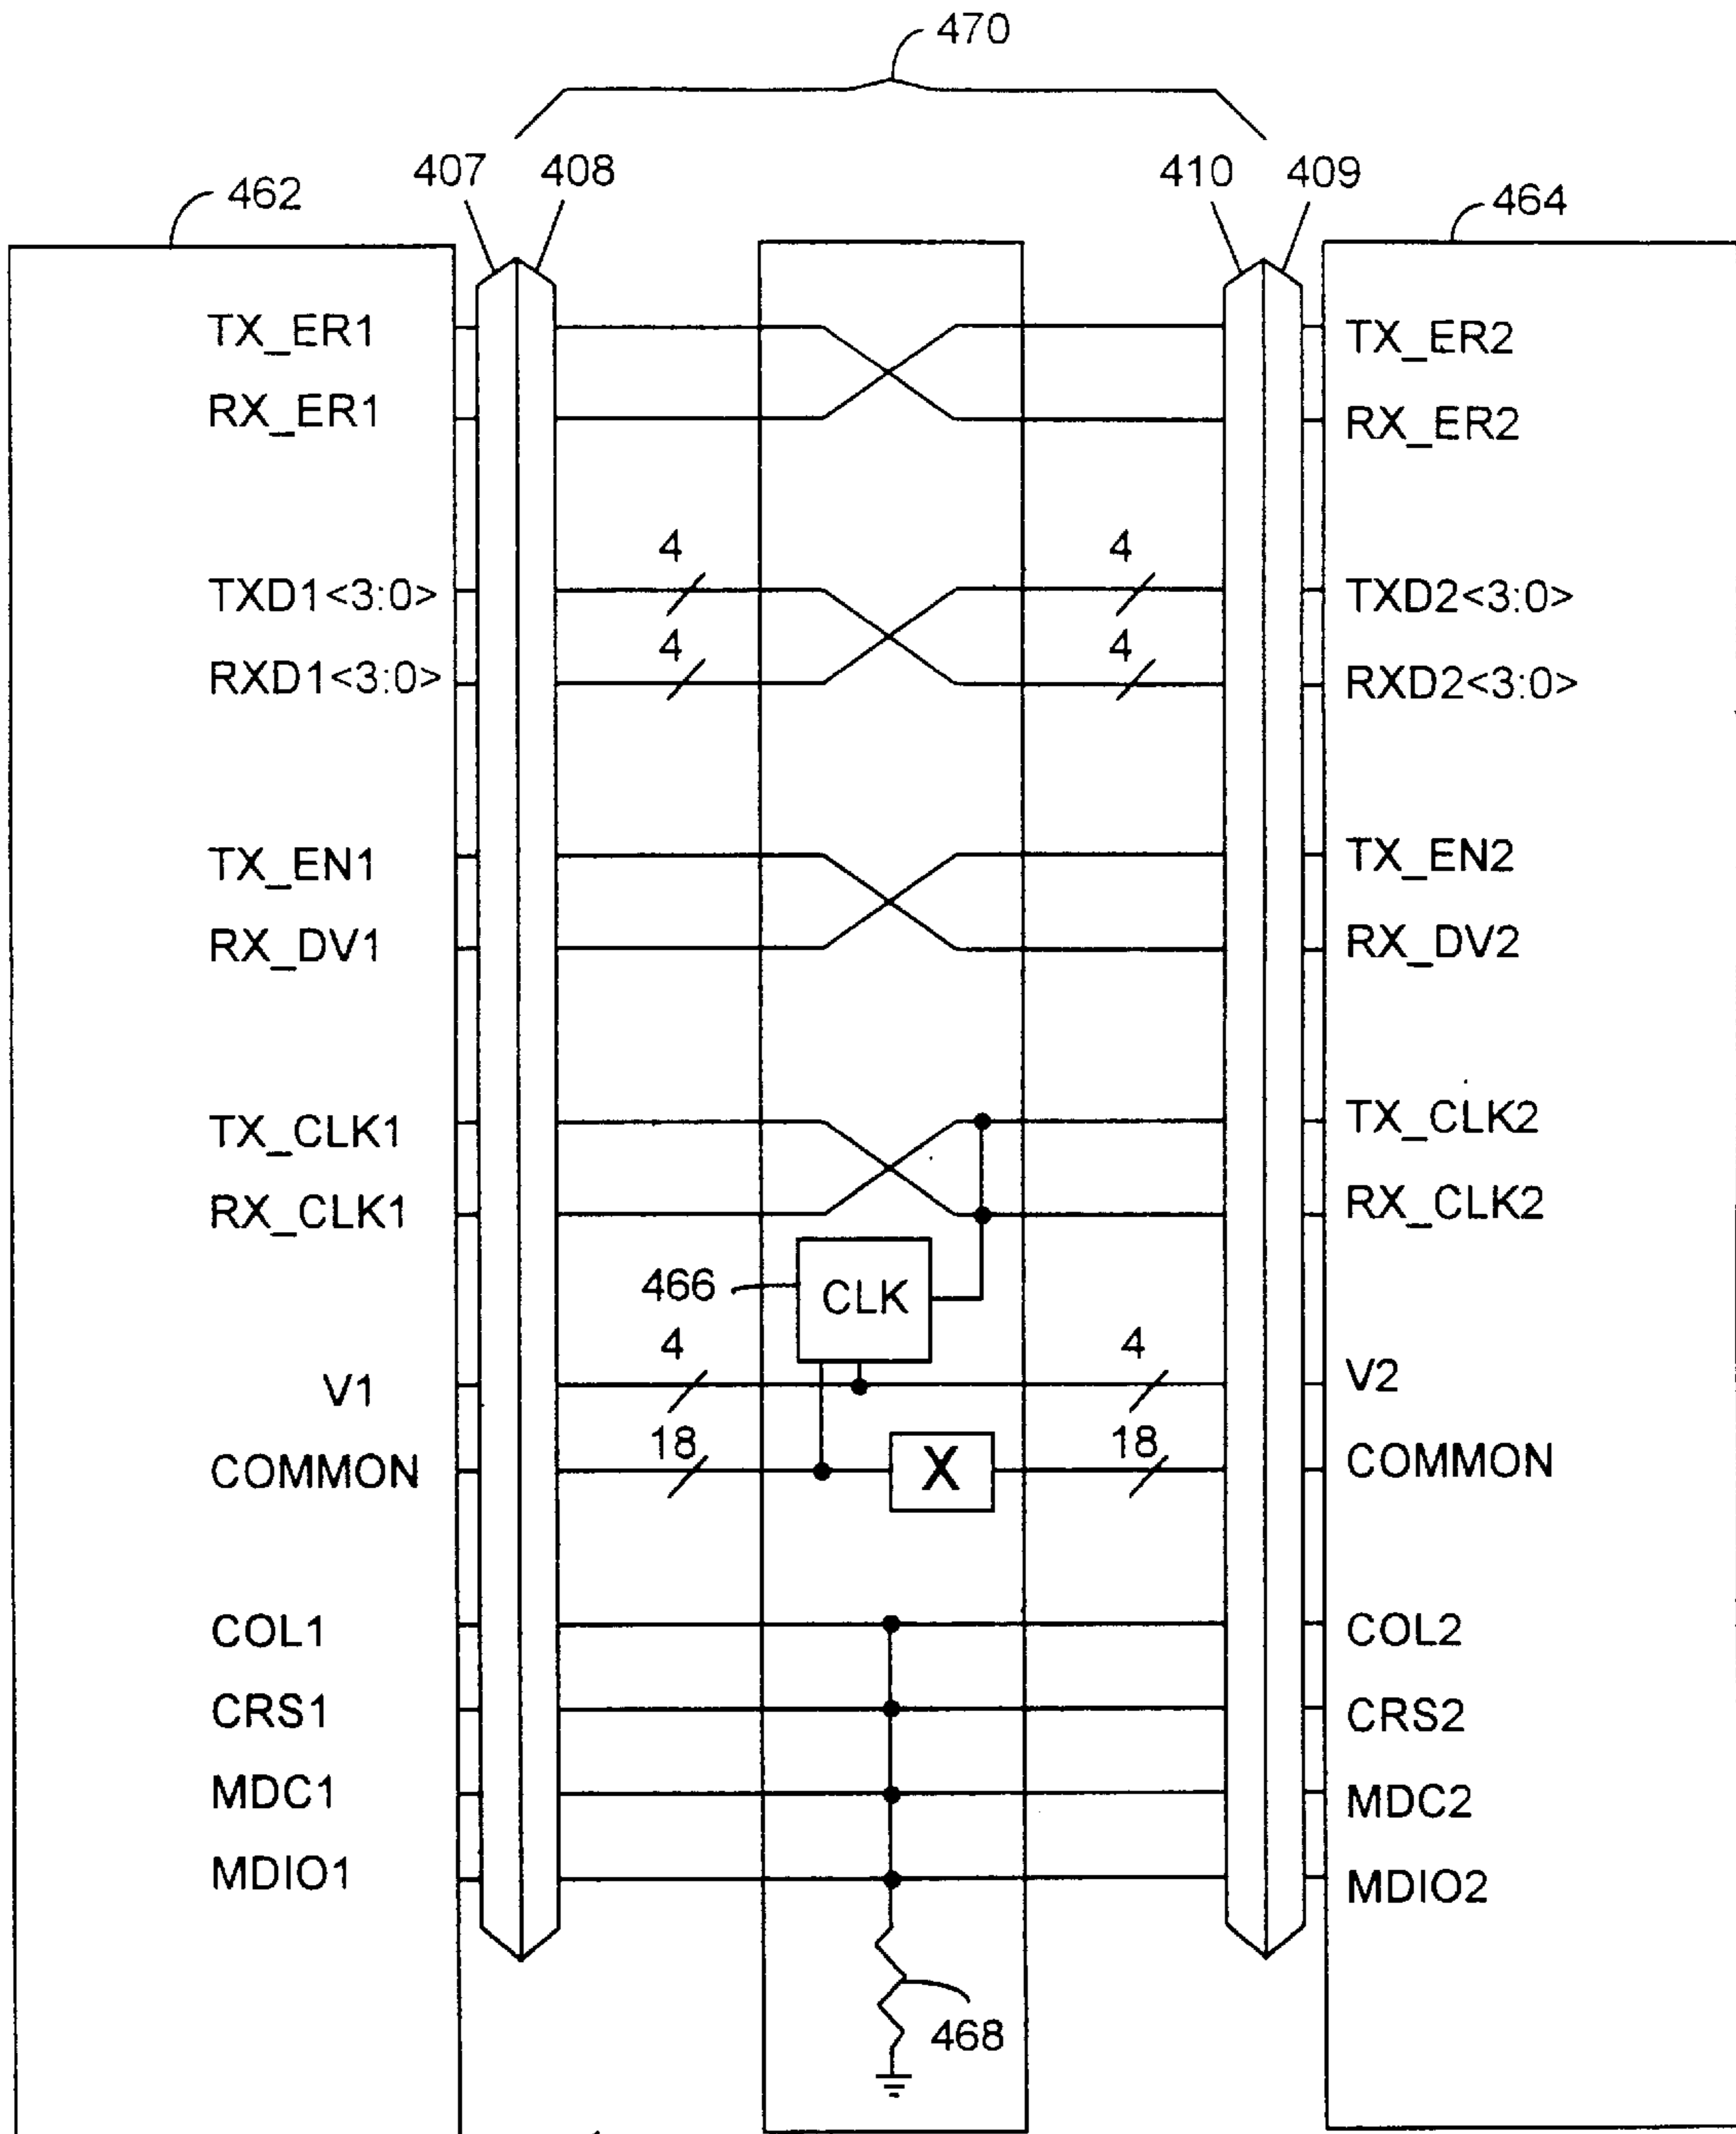 470
407 408 410 409
462 464
TX_ER1 TX_ER2
RX_ER1 RX_ER2
4 4
TXD1<3:0> TXD2<3:0>
4 4
RXD1<3:0> RXD2<3:0>
TX_EN1 TX_EN2
RX_DV1 RX_DV2
TX_CLK1 TX_CLK2
RX_CLK1 RX_CLK2
466 CLK
4 4
V1 V2
18 18
COMMON X COMMON
COL1 COL2
CRS1 CRS2
MDC1 MDC2
MDIO1 MDIO2
468